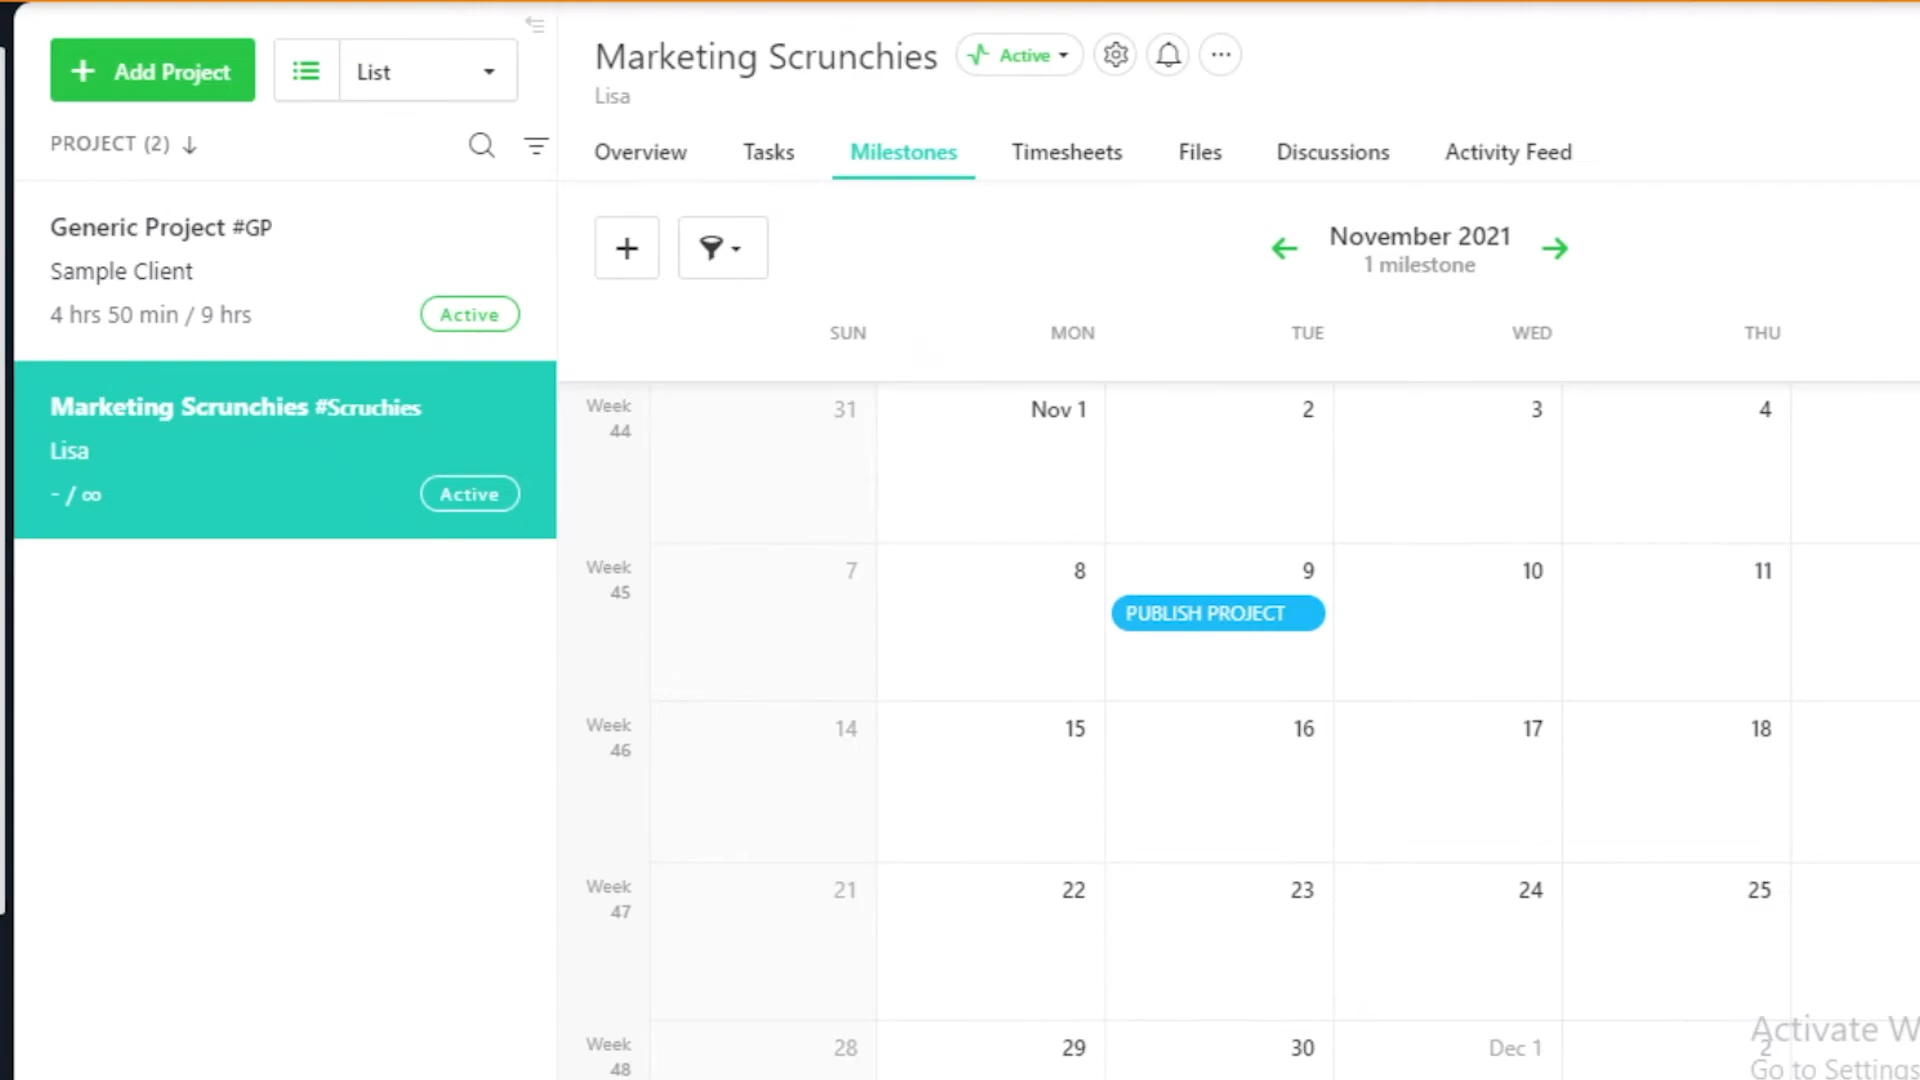 Add Project
List
PROJECT (2)
Generic Project #GP
Sample Client
4 hrs 50 min / 9 hrs
Active
Marketing Scrunchies #Scruchies
Lisa
- / ∞
Active
Marketing Scrunchies
Active
Lisa
Overview Tasks Milestones Timesheets Files Discussions Activity Feed
November 2021
1 milestone
SUN MON TUE WED THU
Week 44
31 Nov 1 2 3 4
Week 45
7 8 9 10 11
PUBLISH PROJECT
Week 46
14 15 16 17 18
Week 47
21 22 23 24 25
Week 48
28 29 30 Dec 1 2
Activate W
Go to Settings